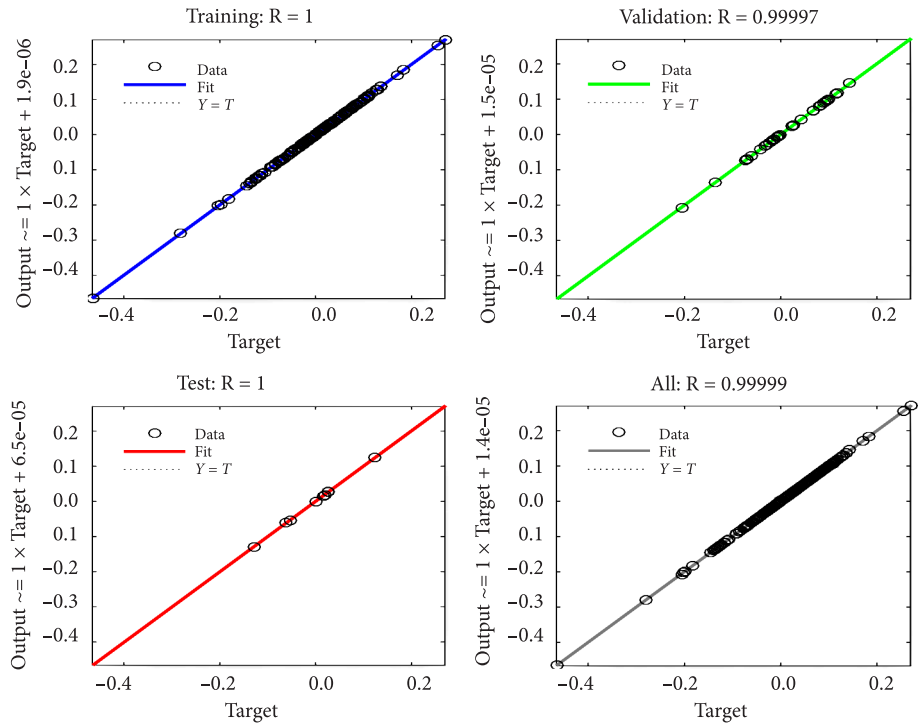 Training: R = 1
Output ~= 1 × Target + 1.9e−06
0.2
0.1
0.0
0.1
−0.2
−0.3
−0.4
Data
Fit
Y = T
−0.4
−0.2
0.0
0.2
Target
Validation: R = 0.99997
Output ~= 1 × Target + 1.5e−05
0.2
0.1
0.0
0.1
−0.2
−0.3
−0.4
Data
Fit
Y = T
−0.4
−0.2
0.0
0.2
Target
Test: R = 1
Output ~= 1 × Target + 6.5e−05
0.2
0.1
0.0
0.1
−0.2
−0.3
−0.4
Data
Fit
Y = T
−0.4
−0.2
0.0
0.2
Target
All: R = 0.99999
Output ~= 1 × Target + 1.4e−05
0.2
0.1
0.0
0.1
−0.2
−0.3
−0.4
Data
Fit
Y = T
−0.4
−0.2
0.0
0.2
Target